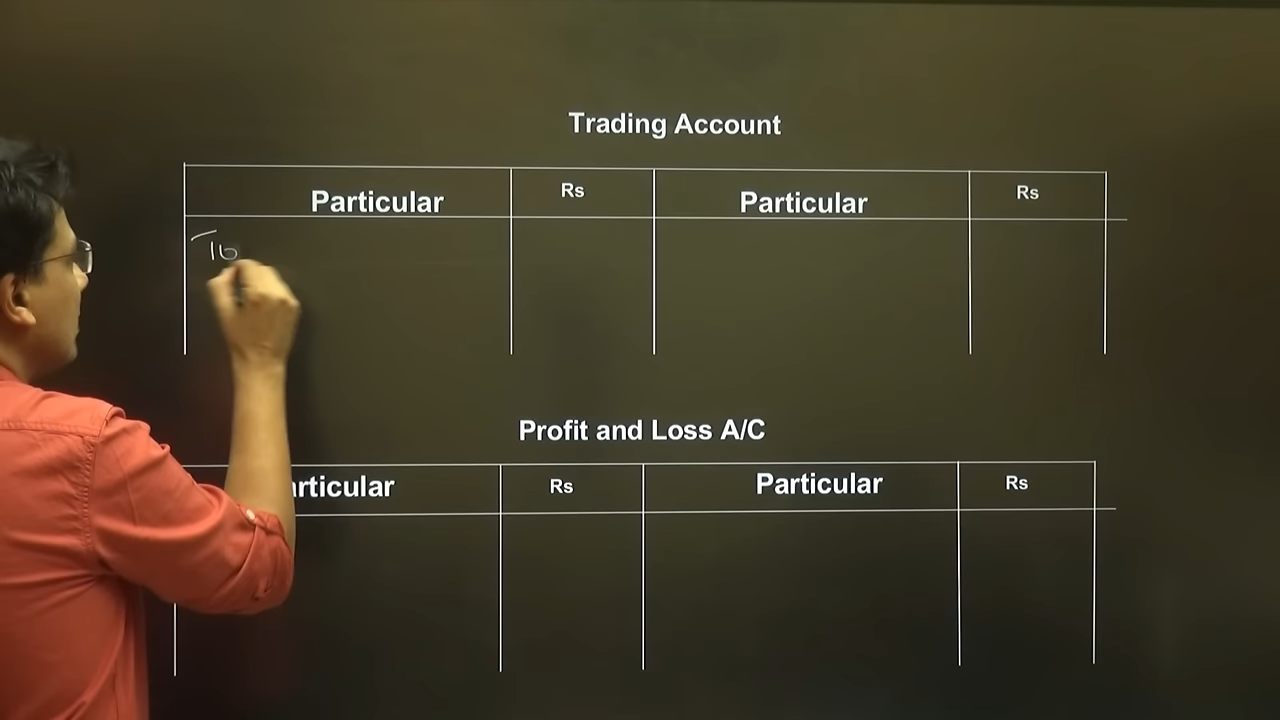 Trading Account
Particular Rs Particular Rs
Profit and Loss A/C
articular Rs Particular Rs